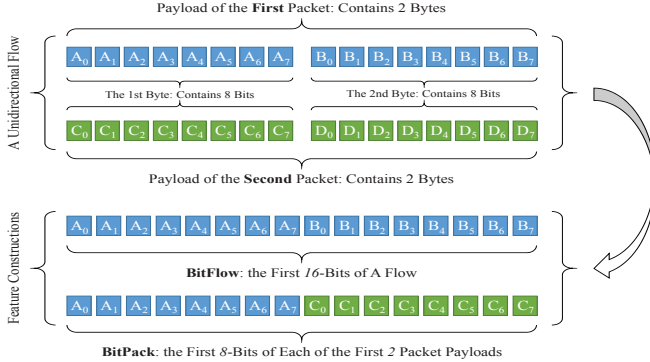 Payload of the First Packet: Contains 2 Bytes
A Unidirectional Flow
A0 A1 A2 A3 A4 A5 A6 A7 B0 B1 B2 B3 B4 B5 B6 B7
The 1st Byte: Contains 8 Bits The 2nd Byte: Contains 8 Bits
C0 C1 C2 C3 C4 C5 C6 C7 D0 D1 D2 D3 D4 D5 D6 D7
Payload of the Second Packet: Contains 2 Bytes
Feature Constructions
A0 A1 A2 A3 A4 A5 A6 A7 B0 B1 B2 B3 B4 B5 B6 B7
BitFlow: the First 16-Bits of A Flow
A0 A1 A2 A3 A4 A5 A6 A7 C0 C1 C2 C3 C4 C5 C6 C7
BitPack: the First 8-Bits of Each of the First 2 Packet Payloads